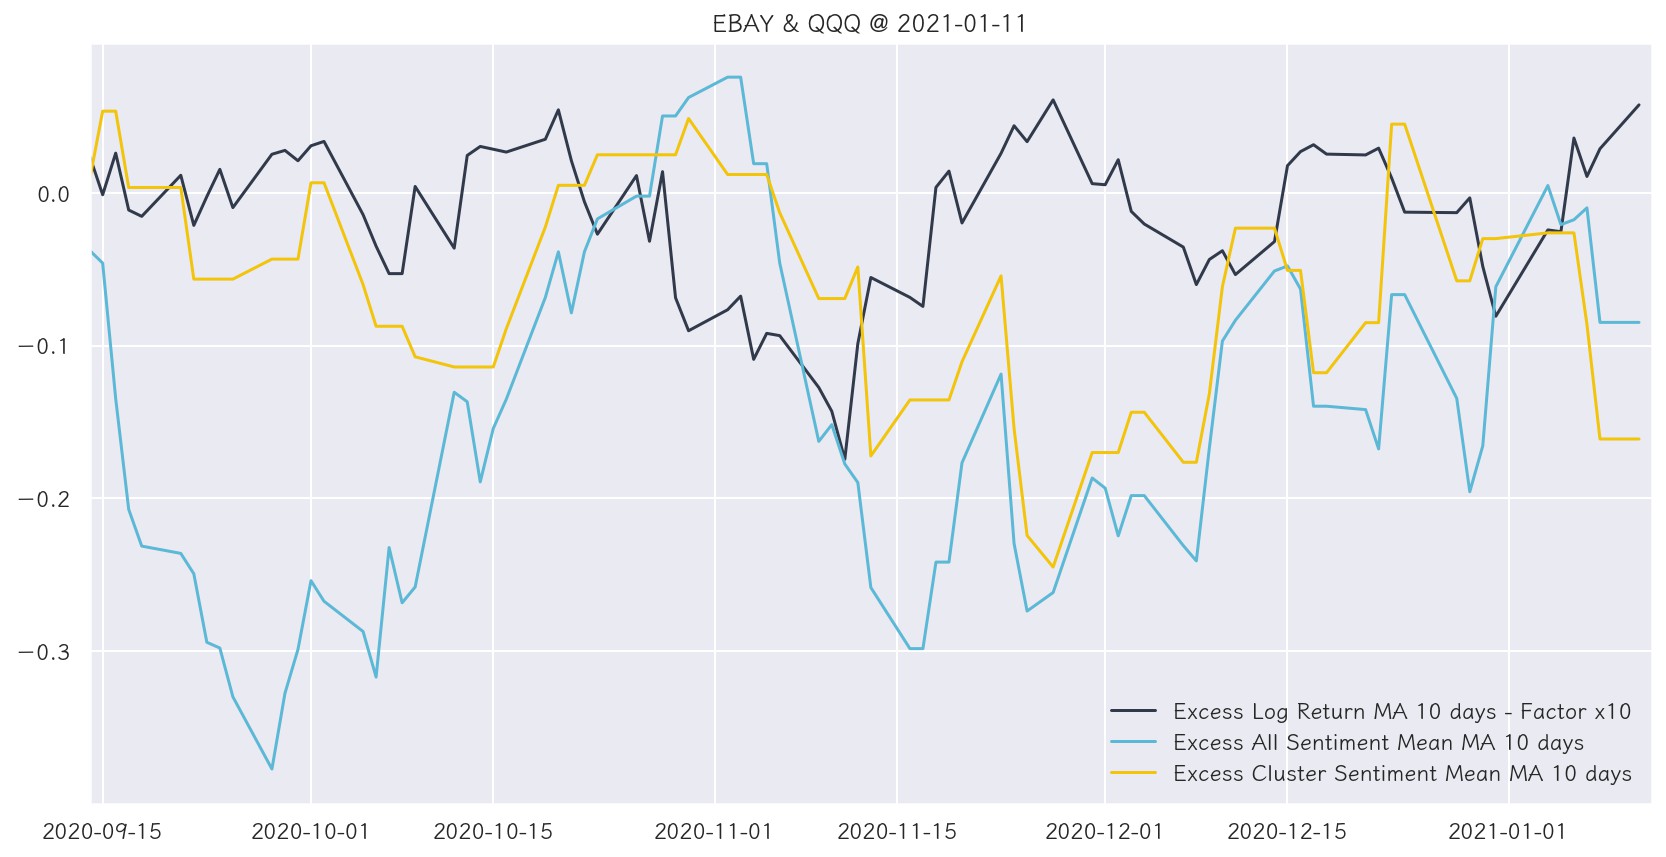 EBAY & QQQ @ 2021-01-11
0.0
−0.1
−0.2
−0.3
Excess Log Return MA 10 days - Factor x10
Excess All Sentiment Mean MA 10 days
Excess Cluster Sentiment Mean MA 10 days
2020-09-15 2020-10-01 2020-10-15 2020-11-01 2020-11-15 2020-12-01 2020-12-15 2021-01-01